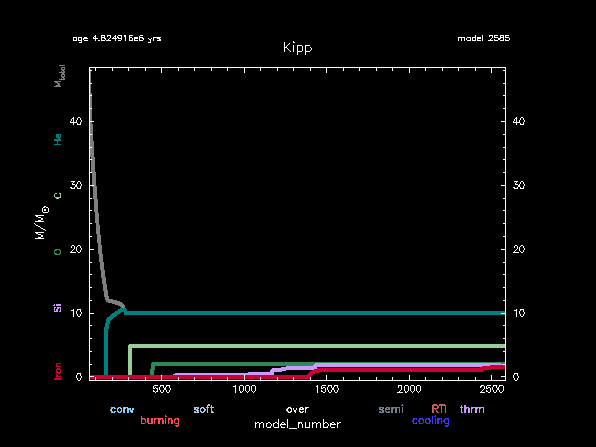 age 4.824916e6 yrs
model 2585
Kipp
M/M☉
M_total
He
C
O
Si
Iron
40 40
30 30
20 20
10 10
0 0
500 1000 1500 2000 2500
conv soft over semi RTI thrm
burning cooling
model_number